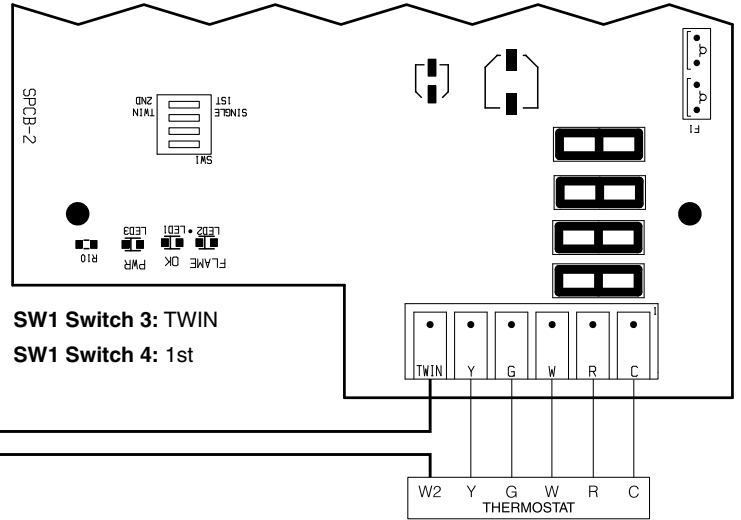 SPCB-2
2ND 1ST
TWIN SINGLE
SW1
F1
LED3 LED1 • LED2
R10 PWR OK FLAME
SW1 Switch 3: TWIN
SW1 Switch 4: 1st
1
TWIN Y G W R C
W2 Y G W R C
THERMOSTAT